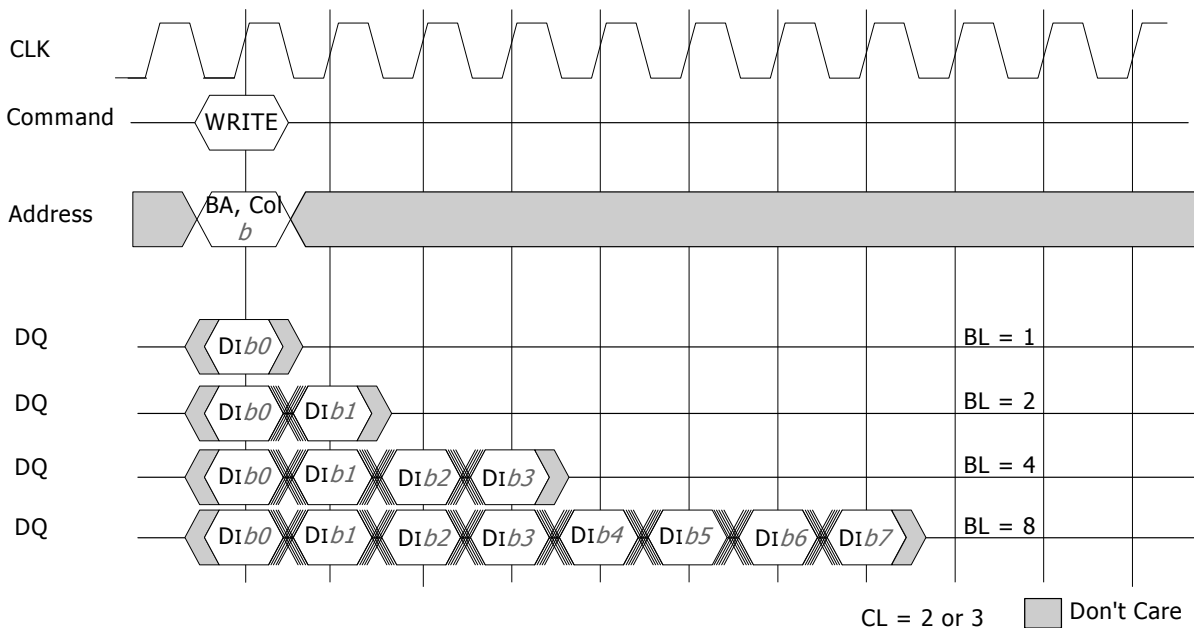 CLK
Command WRITE
Address BA, Col
b
DQ DIb0 BL = 1
DQ DIb0 DIb1 BL = 2
DQ DIb0 DIb1 DIb2 DIb3 BL = 4
DQ DIb0 DIb1 DIb2 DIb3 DIb4 DIb5 DIb6 DIb7 BL = 8
CL = 2 or 3 Don't Care